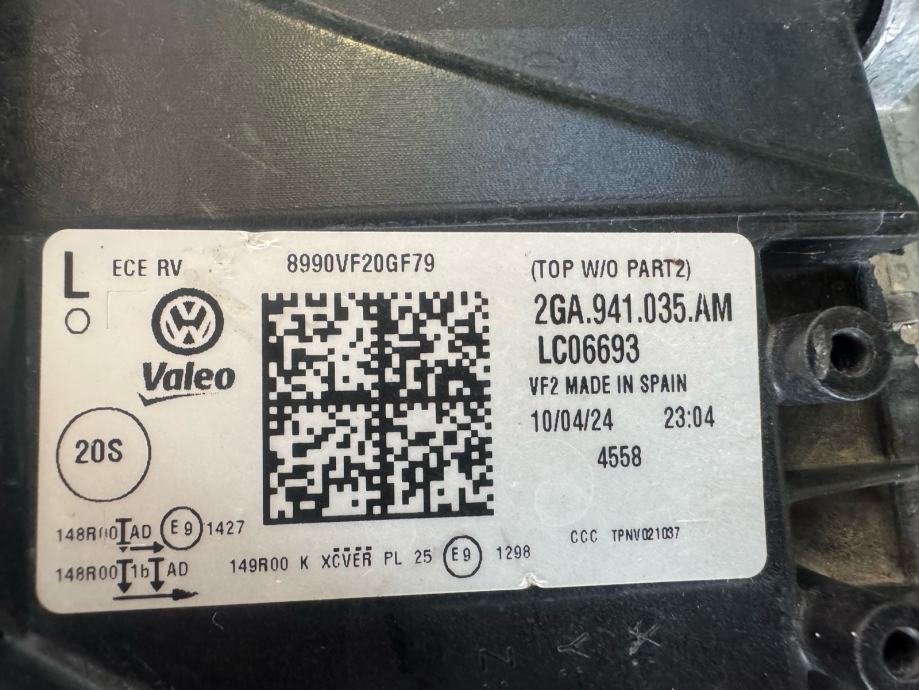 L ECE RV 8990VF20GF79 (TOP W/O PART2)
2GA.941.035.AM
LC06693
Valeo
VF2 MADE IN SPAIN
10/04/24 23:04
20S
4558
148R00 AD E9 1427
149R00 K XCVER PL 25 E9 1298
CCC TPNV021037
148R00 1b AD
N Y K